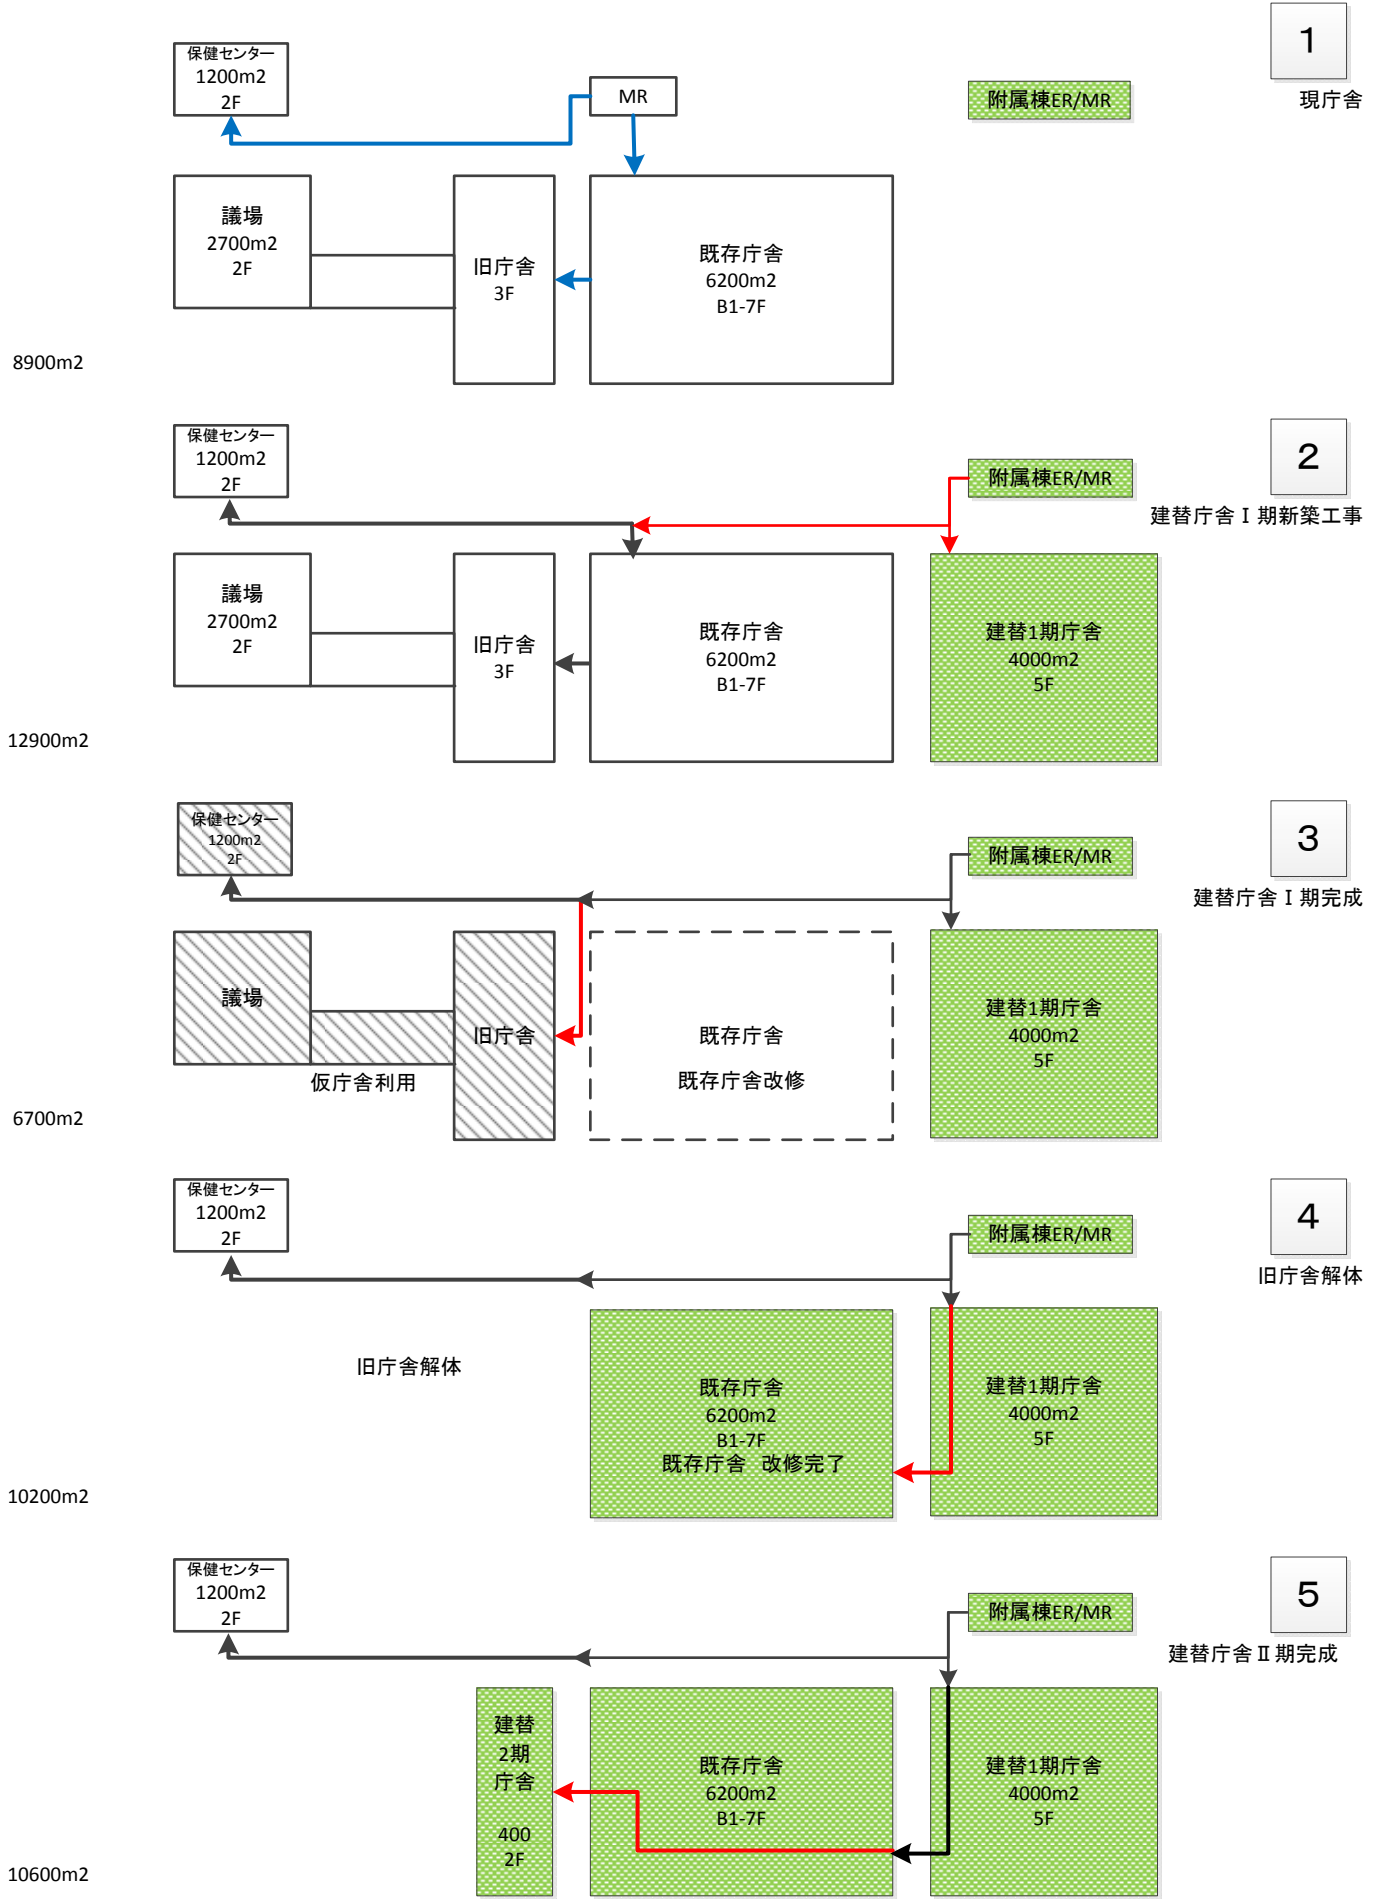 1
現庁舎
保健センター
1200m2
2F
MR
附属棟ER/MR
議場
2700m2
2F
旧庁舎
3F
既存庁舎
6200m2
B1-7F
8900m2
2
建替庁舎Ⅰ期新築工事
保健センター
1200m2
2F
附属棟ER/MR
議場
2700m2
2F
旧庁舎
3F
既存庁舎
6200m2
B1-7F
建替1期庁舎
4000m2
5F
12900m2
3
建替庁舎Ⅰ期完成
保健センター
1200m2
2F
附属棟ER/MR
議場
旧庁舎
仮庁舎利用
既存庁舎
既存庁舎改修
建替1期庁舎
4000m2
5F
6700m2
4
旧庁舎解体
保健センター
1200m2
2F
附属棟ER/MR
旧庁舎解体
既存庁舎
6200m2
B1-7F
既存庁舎　改修完了
建替1期庁舎
4000m2
5F
10200m2
5
建替庁舎Ⅱ期完成
保健センター
1200m2
2F
附属棟ER/MR
建替
2期
庁舎
400
2F
既存庁舎
6200m2
B1-7F
建替1期庁舎
4000m2
5F
10600m2